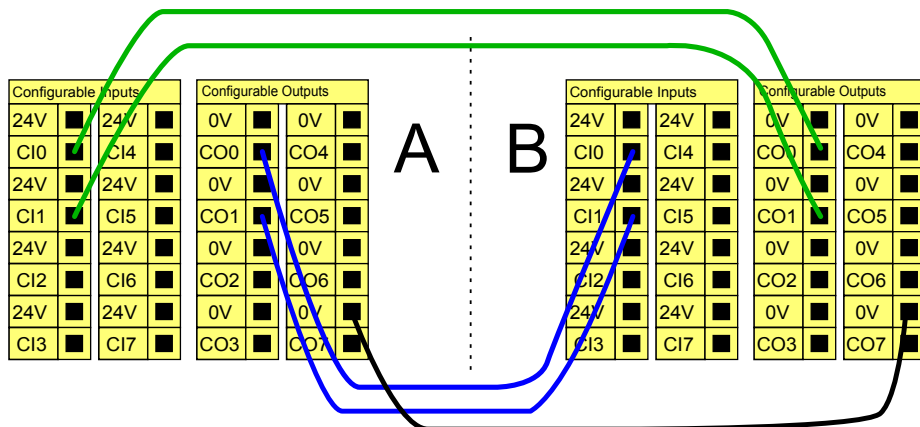 Configurable Inputs
24V 24V
CI0 CI4
24V 24V
CI1 CI5
24V 24V
CI2 CI6
24V 24V
CI3 CI7
Configurable Outputs
0V 0V
CO0 CO4
0V 0V
CO1 CO5
0V 0V
CO2 CO6
0V 0V
CO3 CO7
A
B
Configurable Inputs
24V 24V
CI0 CI4
24V 24V
CI1 CI5
24V 24V
CI2 CI6
24V 24V
CI3 CI7
Configurable Outputs
0V 0V
CO0 CO4
0V 0V
CO1 CO5
0V 0V
CO2 CO6
0V 0V
CO3 CO7